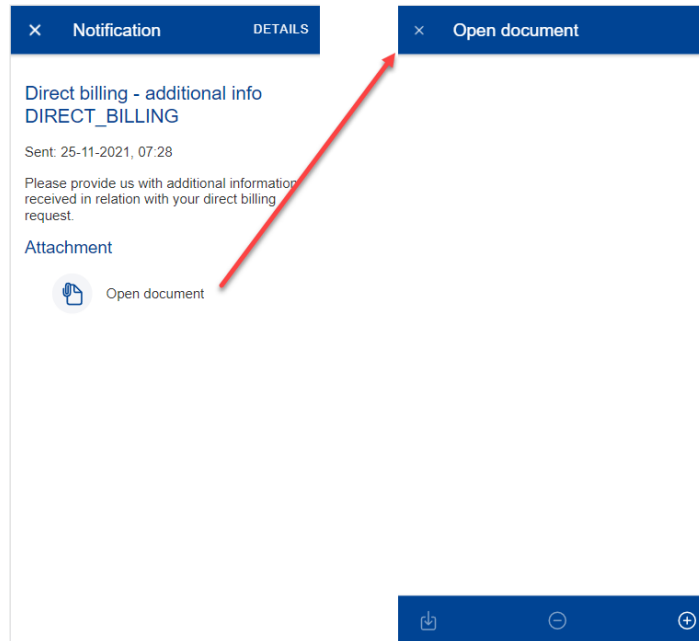 Notification
DETAILS
Direct billing - additional info
DIRECT_BILLING
Sent: 25-11-2021, 07:28
Please provide us with additional information
received in relation with your direct billing
request.
Attachment
Open document
Open document